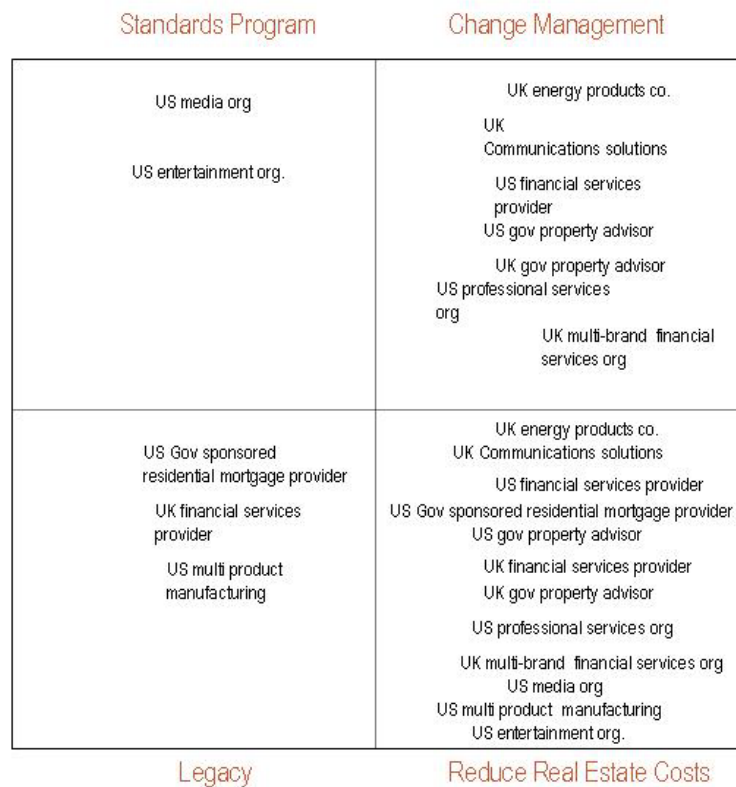 Standards Program
Change Management
US media org
US entertainment org.
UK energy products co.
UK
Communications solutions
US financial services
provider
US gov property advisor
UK gov property advisor
US professional services
org
UK multi-brand financial
services org
US Gov sponsored
residential mortgage provider
UK financial services
provider
US multi product
manufacturing
UK energy products co.
UK Communications solutions
US financial services provider
US Gov sponsored residential mortgage provider
US gov property advisor
UK financial services provider
UK gov property advisor
US professional services org
UK multi-brand financial services org
US media org
US multi product manufacturing
US entertainment org.
Legacy
Reduce Real Estate Costs